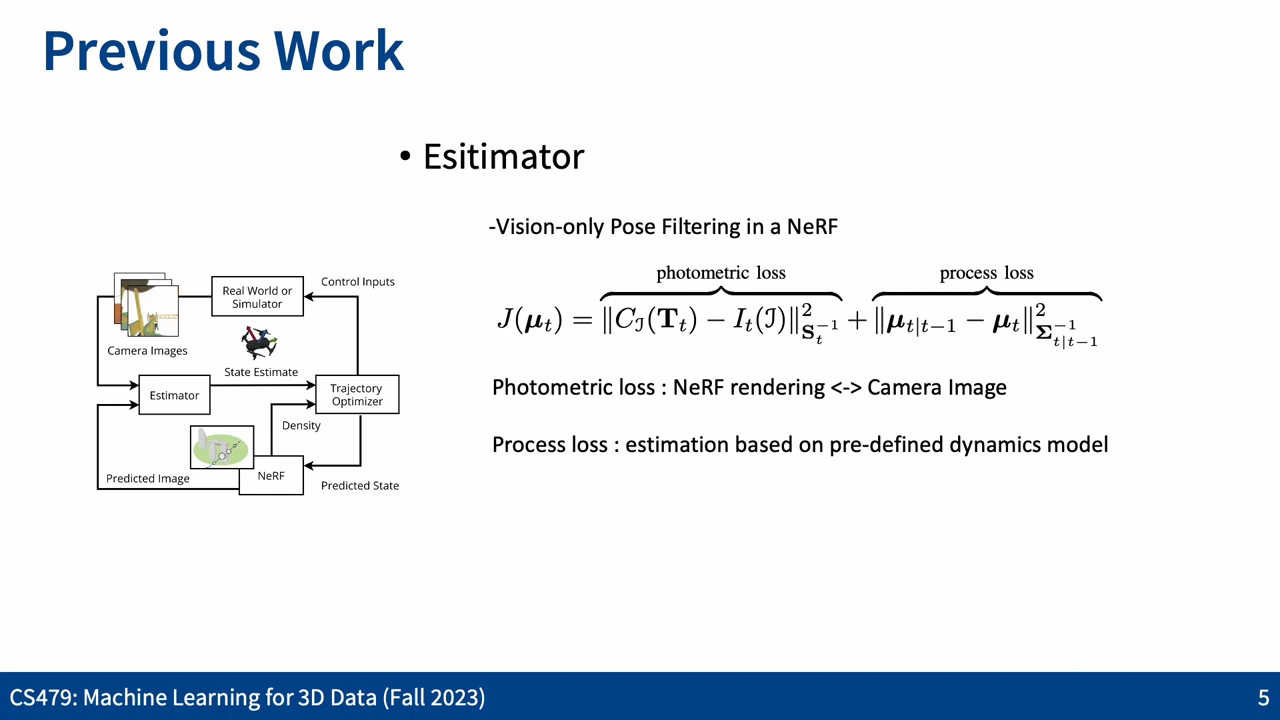 Previous Work
• Esitimator
-Vision-only Pose Filtering in a NeRF
photometric loss process loss
J(μ_t) = ‖C_ℐ(T_t) − I_t(ℐ)‖²_{S_t^{−1}} + ‖μ_{t|t−1} − μ_t‖²_{Σ_{t|t−1}^{−1}}
Photometric loss : NeRF rendering <-> Camera Image
Process loss : estimation based on pre-defined dynamics model
Real World or
Simulator
Control Inputs
Camera Images
State Estimate
Estimator
Trajectory
Optimizer
Density
NeRF
Predicted Image
Predicted State
CS479: Machine Learning for 3D Data (Fall 2023)
5